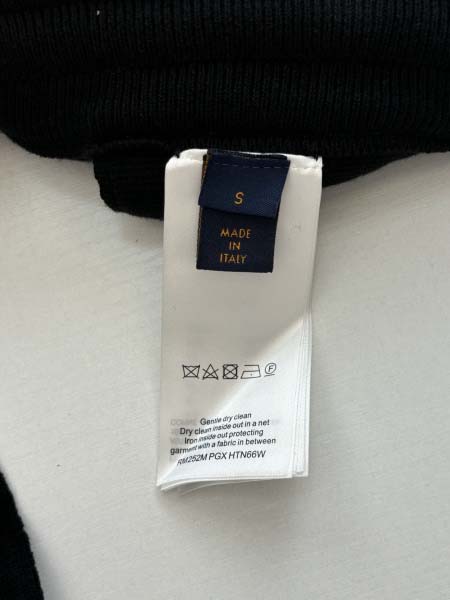 S
MADE
IN
ITALY
Gentle dry clean
Dry clean inside out in a net
Iron inside out protecting
garment with a fabric in between
RM252M PGX HTN66W